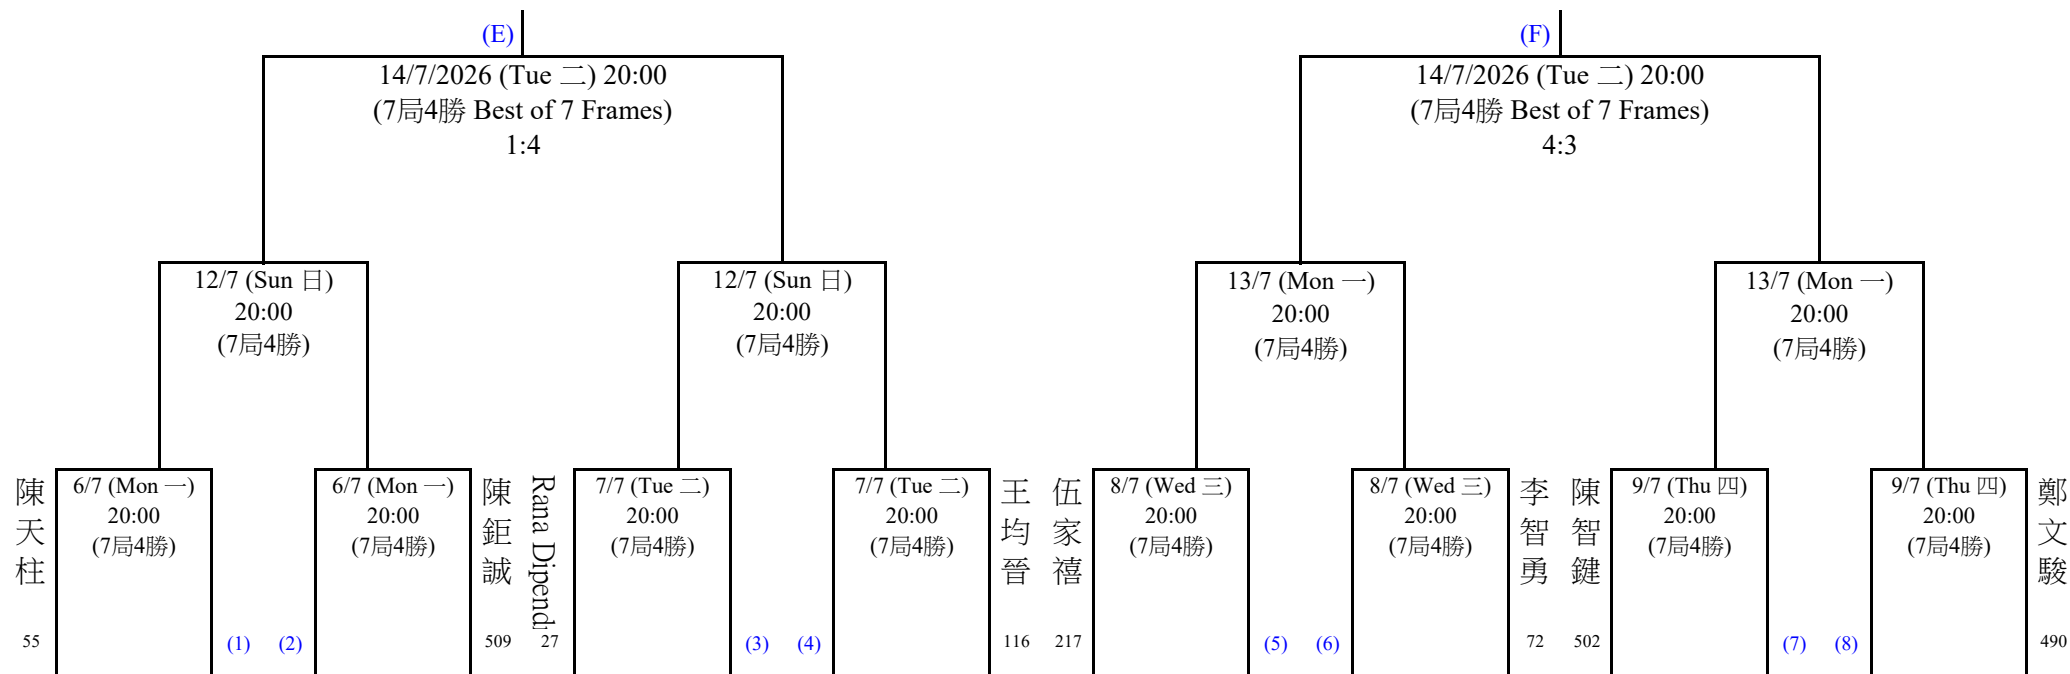 (E)
14/7/2026 (Tue 二) 20:00
(7局4勝 Best of 7 Frames)
1:4
(F)
14/7/2026 (Tue 二) 20:00
(7局4勝 Best of 7 Frames)
4:3
12/7 (Sun 日)
20:00
(7局4勝)
12/7 (Sun 日)
20:00
(7局4勝)
13/7 (Mon 一)
20:00
(7局4勝)
13/7 (Mon 一)
20:00
(7局4勝)
陳天柱
55
6/7 (Mon 一)
20:00
(7局4勝)
(1)
(2)
6/7 (Mon 一)
20:00
(7局4勝)
陳鉅誠
509
Rana Dipend
27
7/7 (Tue 二)
20:00
(7局4勝)
(3)
(4)
7/7 (Tue 二)
20:00
(7局4勝)
王均晉
116
伍家禧
217
8/7 (Wed 三)
20:00
(7局4勝)
(5)
(6)
8/7 (Wed 三)
20:00
(7局4勝)
李智勇
72
陳智鍵
502
9/7 (Thu 四)
20:00
(7局4勝)
(7)
(8)
9/7 (Thu 四)
20:00
(7局4勝)
鄭文駿
490